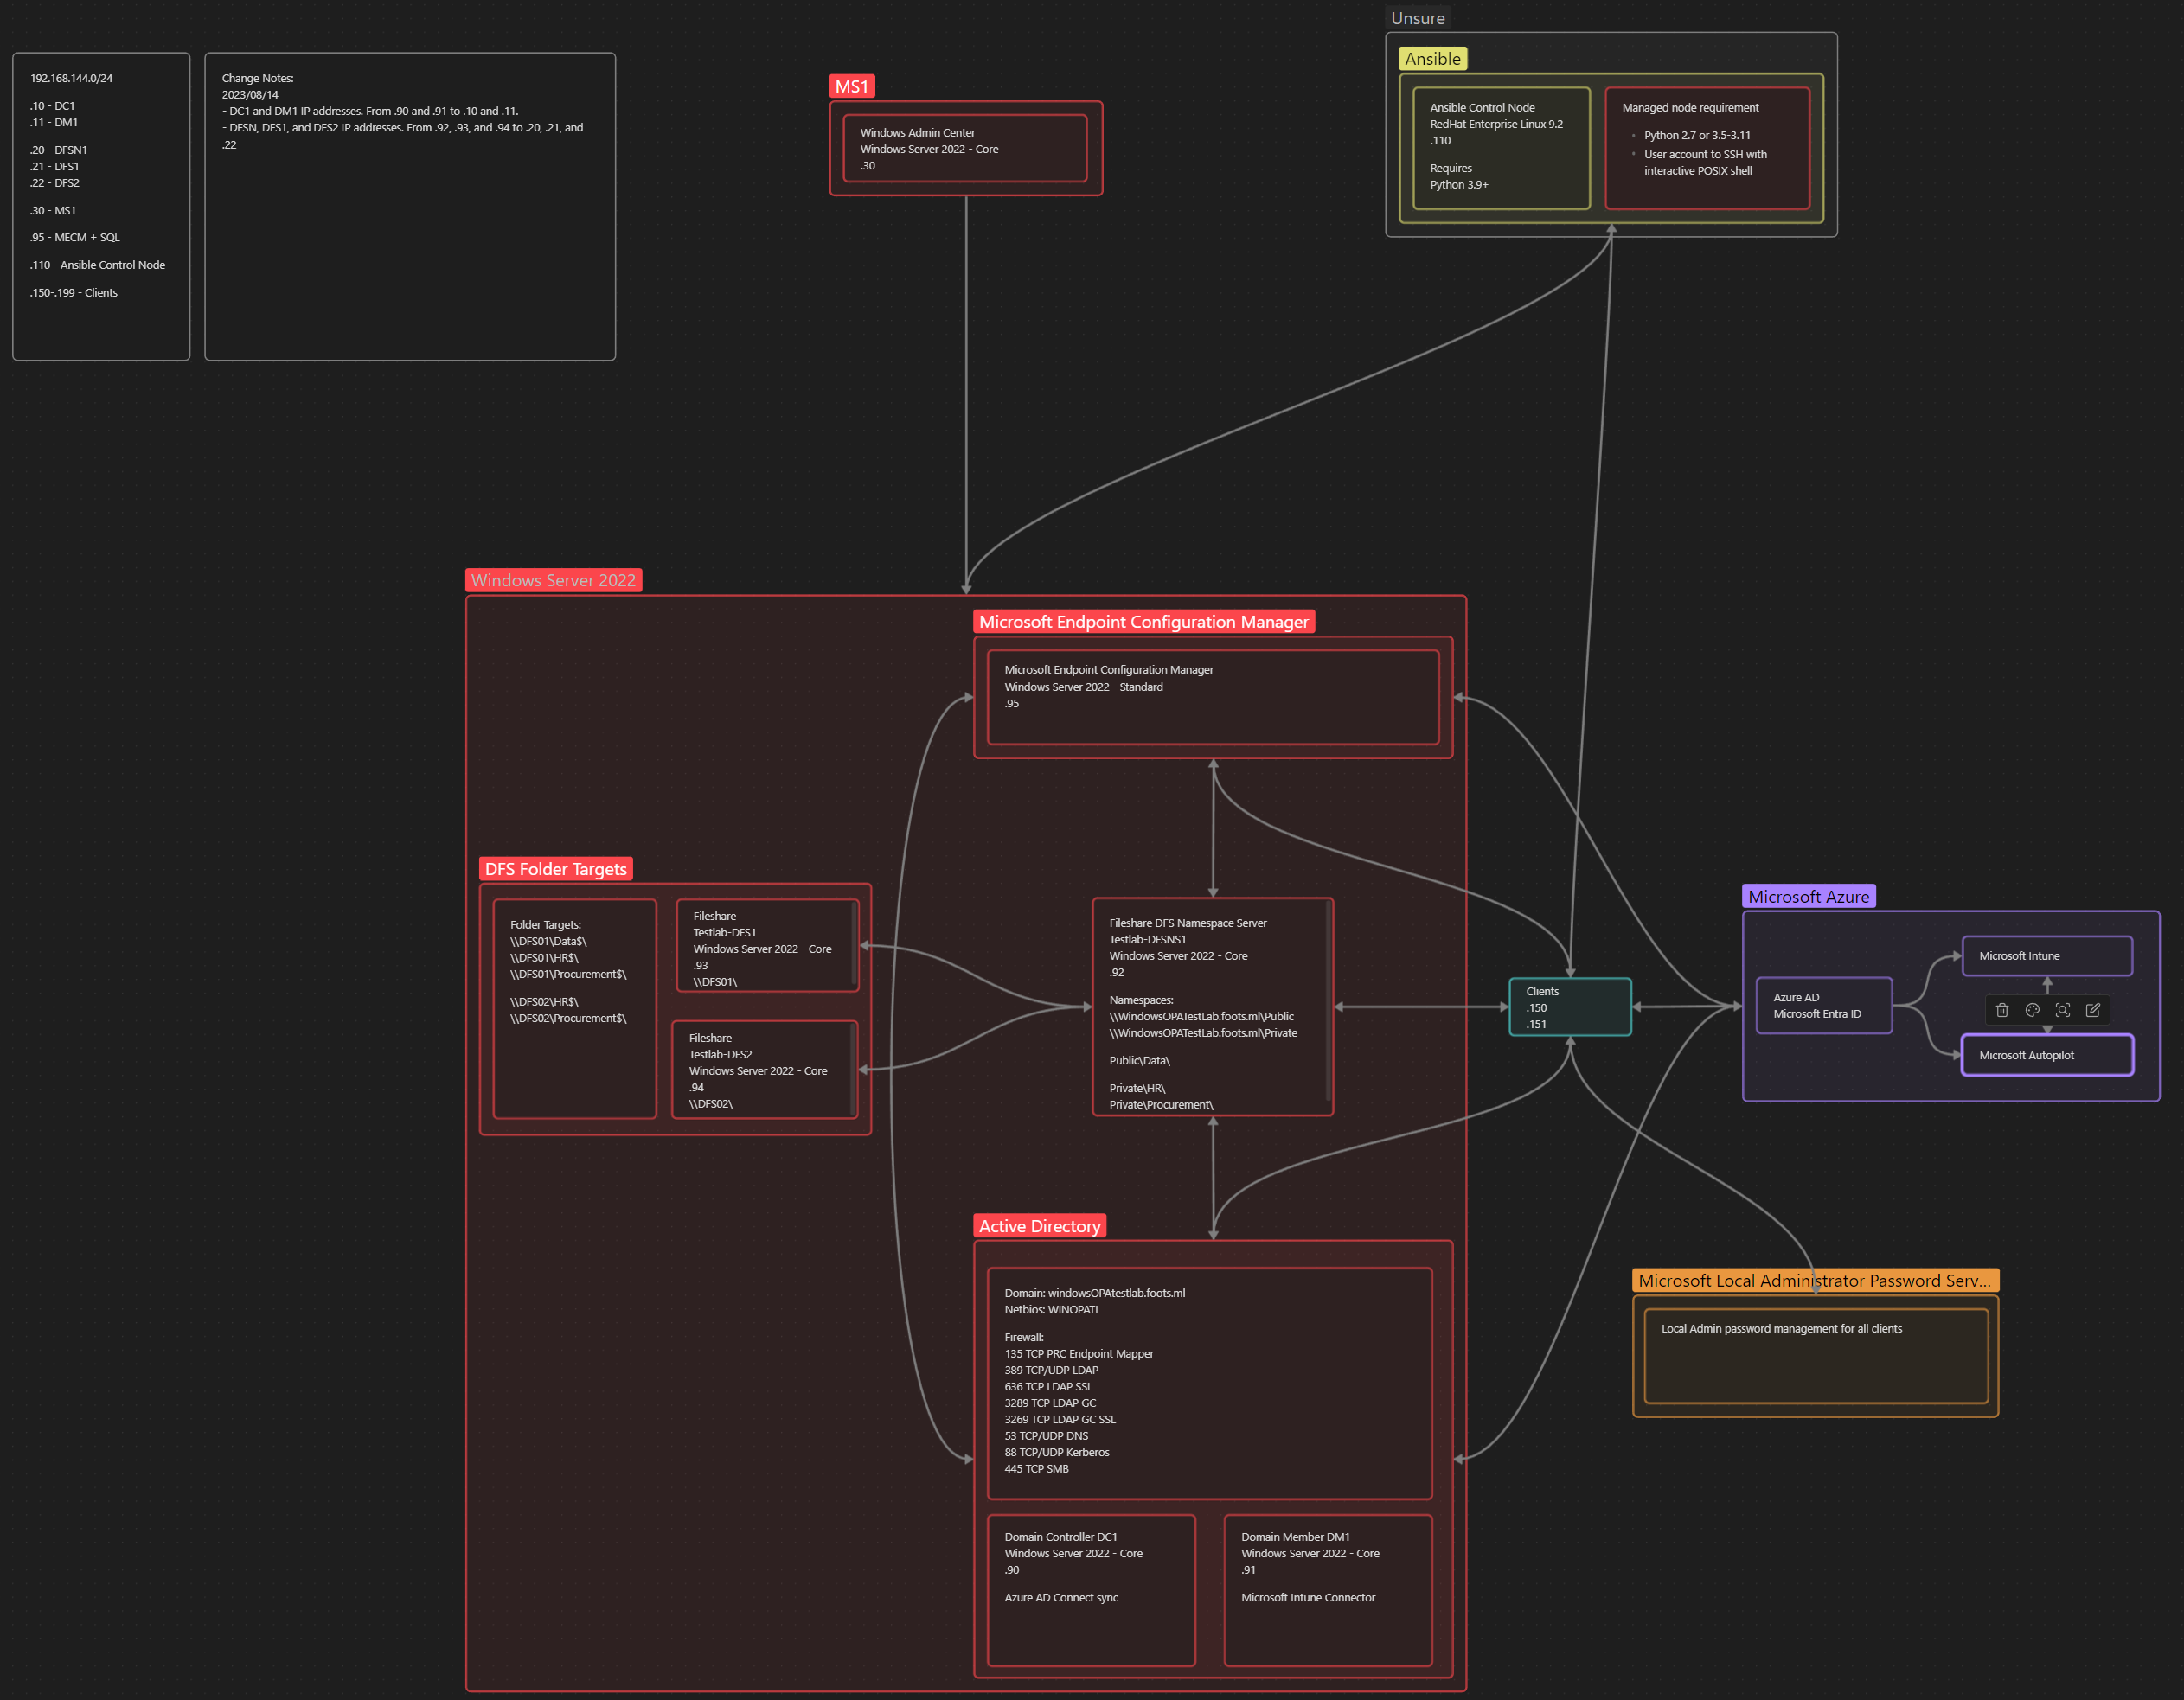 192.168.144.0/24
.10 - DC1
.11 - DM1
.20 - DFSN1
.21 - DFS1
.22 - DFS2
.30 - MS1
.95 - MECM + SQL
.110 - Ansible Control Node
.150-.199 - Clients
Change Notes:
2023/08/14
- DC1 and DM1 IP addresses. From .90 and .91 to .10 and .11.
- DFSN, DFS1, and DFS2 IP addresses. From .92, .93, and .94 to .20, .21, and
.22
MS1
Windows Admin Center
Windows Server 2022 - Core
.30
Unsure
Ansible
Ansible Control Node
RedHat Enterprise Linux 9.2
.110
Requires
Python 3.9+
Managed node requirement
• Python 2.7 or 3.5-3.11
• User account to SSH with
interactive POSIX shell
Windows Server 2022
Microsoft Endpoint Configuration Manager
Microsoft Endpoint Configuration Manager
Windows Server 2022 - Standard
.95
DFS Folder Targets
Folder Targets:
\\DFS01\Data$\
\\DFS01\HR$\
\\DFS01\Procurement$\
\\DFS02\HR$\
\\DFS02\Procurement$\
Fileshare
Testlab-DFS1
Windows Server 2022 - Core
.93
\\DFS01\
Fileshare
Testlab-DFS2
Windows Server 2022 - Core
.94
\\DFS02\
Fileshare DFS Namespace Server
Testlab-DFSNS1
Windows Server 2022 - Core
.92
Namespaces:
\\WindowsOPATestLab.foots.ml\Public
\\WindowsOPATestLab.foots.ml\Private
Public\Data\
Private\HR\
Private\Procurement\
Clients
.150
.151
Microsoft Azure
Azure AD
Microsoft Entra ID
Microsoft Intune
Microsoft Autopilot
Active Directory
Domain: windowsOPAtestlab.foots.ml
Netbios: WINOPATL
Firewall:
135 TCP PRC Endpoint Mapper
389 TCP/UDP LDAP
636 TCP LDAP SSL
3289 TCP LDAP GC
3269 TCP LDAP GC SSL
53 TCP/UDP DNS
88 TCP/UDP Kerberos
445 TCP SMB
Domain Controller DC1
Windows Server 2022 - Core
.90
Azure AD Connect sync
Domain Member DM1
Windows Server 2022 - Core
.91
Microsoft Intune Connector
Microsoft Local Administrator Password Serv...
Local Admin password management for all clients